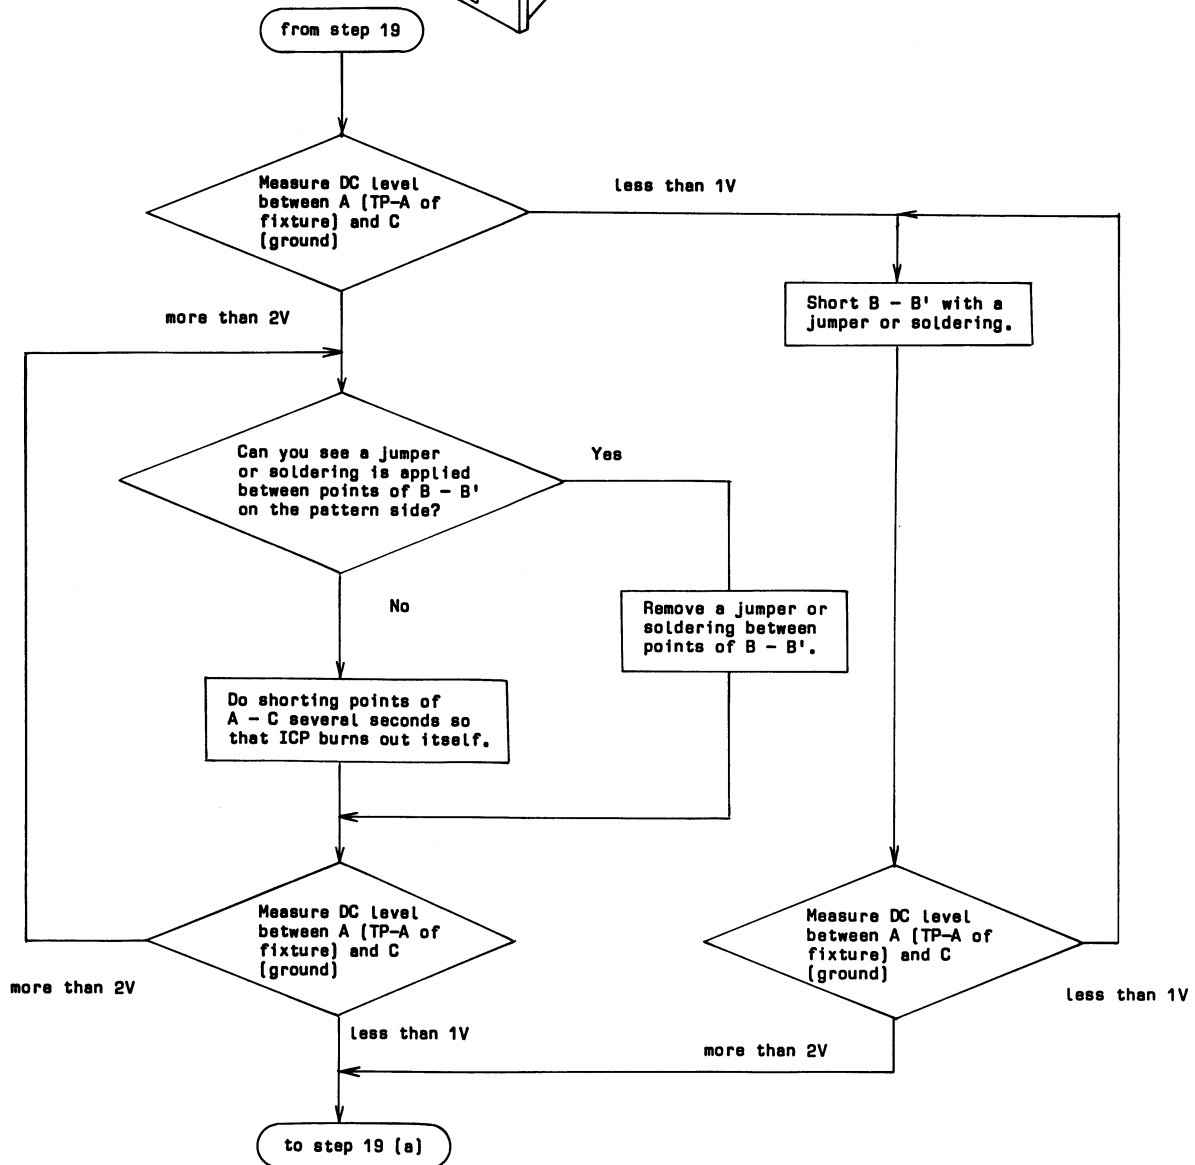 from step 19
Measure DC level
between A (TP-A of
fixture) and C
(ground)
less than 1V
more than 2V
Short B - B' with a
jumper or soldering.
Can you see a jumper
or soldering is applied
between points of B - B'
on the pattern side?
Yes
No
Remove a jumper or
soldering between
points of B - B'.
Do shorting points of
A - C several seconds so
that ICP burns out itself.
Measure DC level
between A (TP-A of
fixture) and C
(ground)
more than 2V
less than 1V
Measure DC level
between A (TP-A of
fixture) and C
(ground)
less than 1V
more than 2V
to step 19 (a)